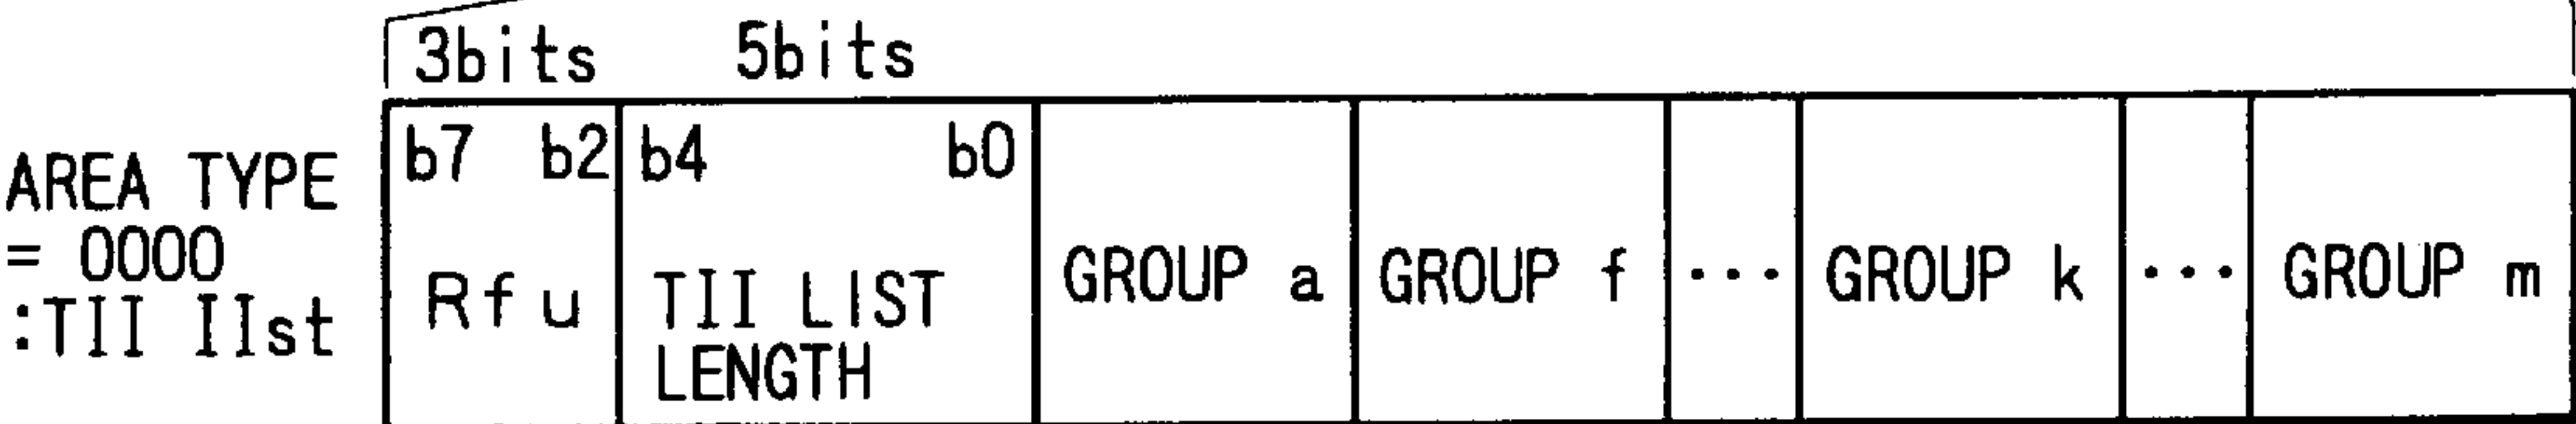 3bits 5bits
b7 b2 b4 b0
AREA TYPE
= 0000
:TII IIst
Rfu
TII LIST
LENGTH
GROUP a
GROUP f
...
GROUP k
...
GROUP m